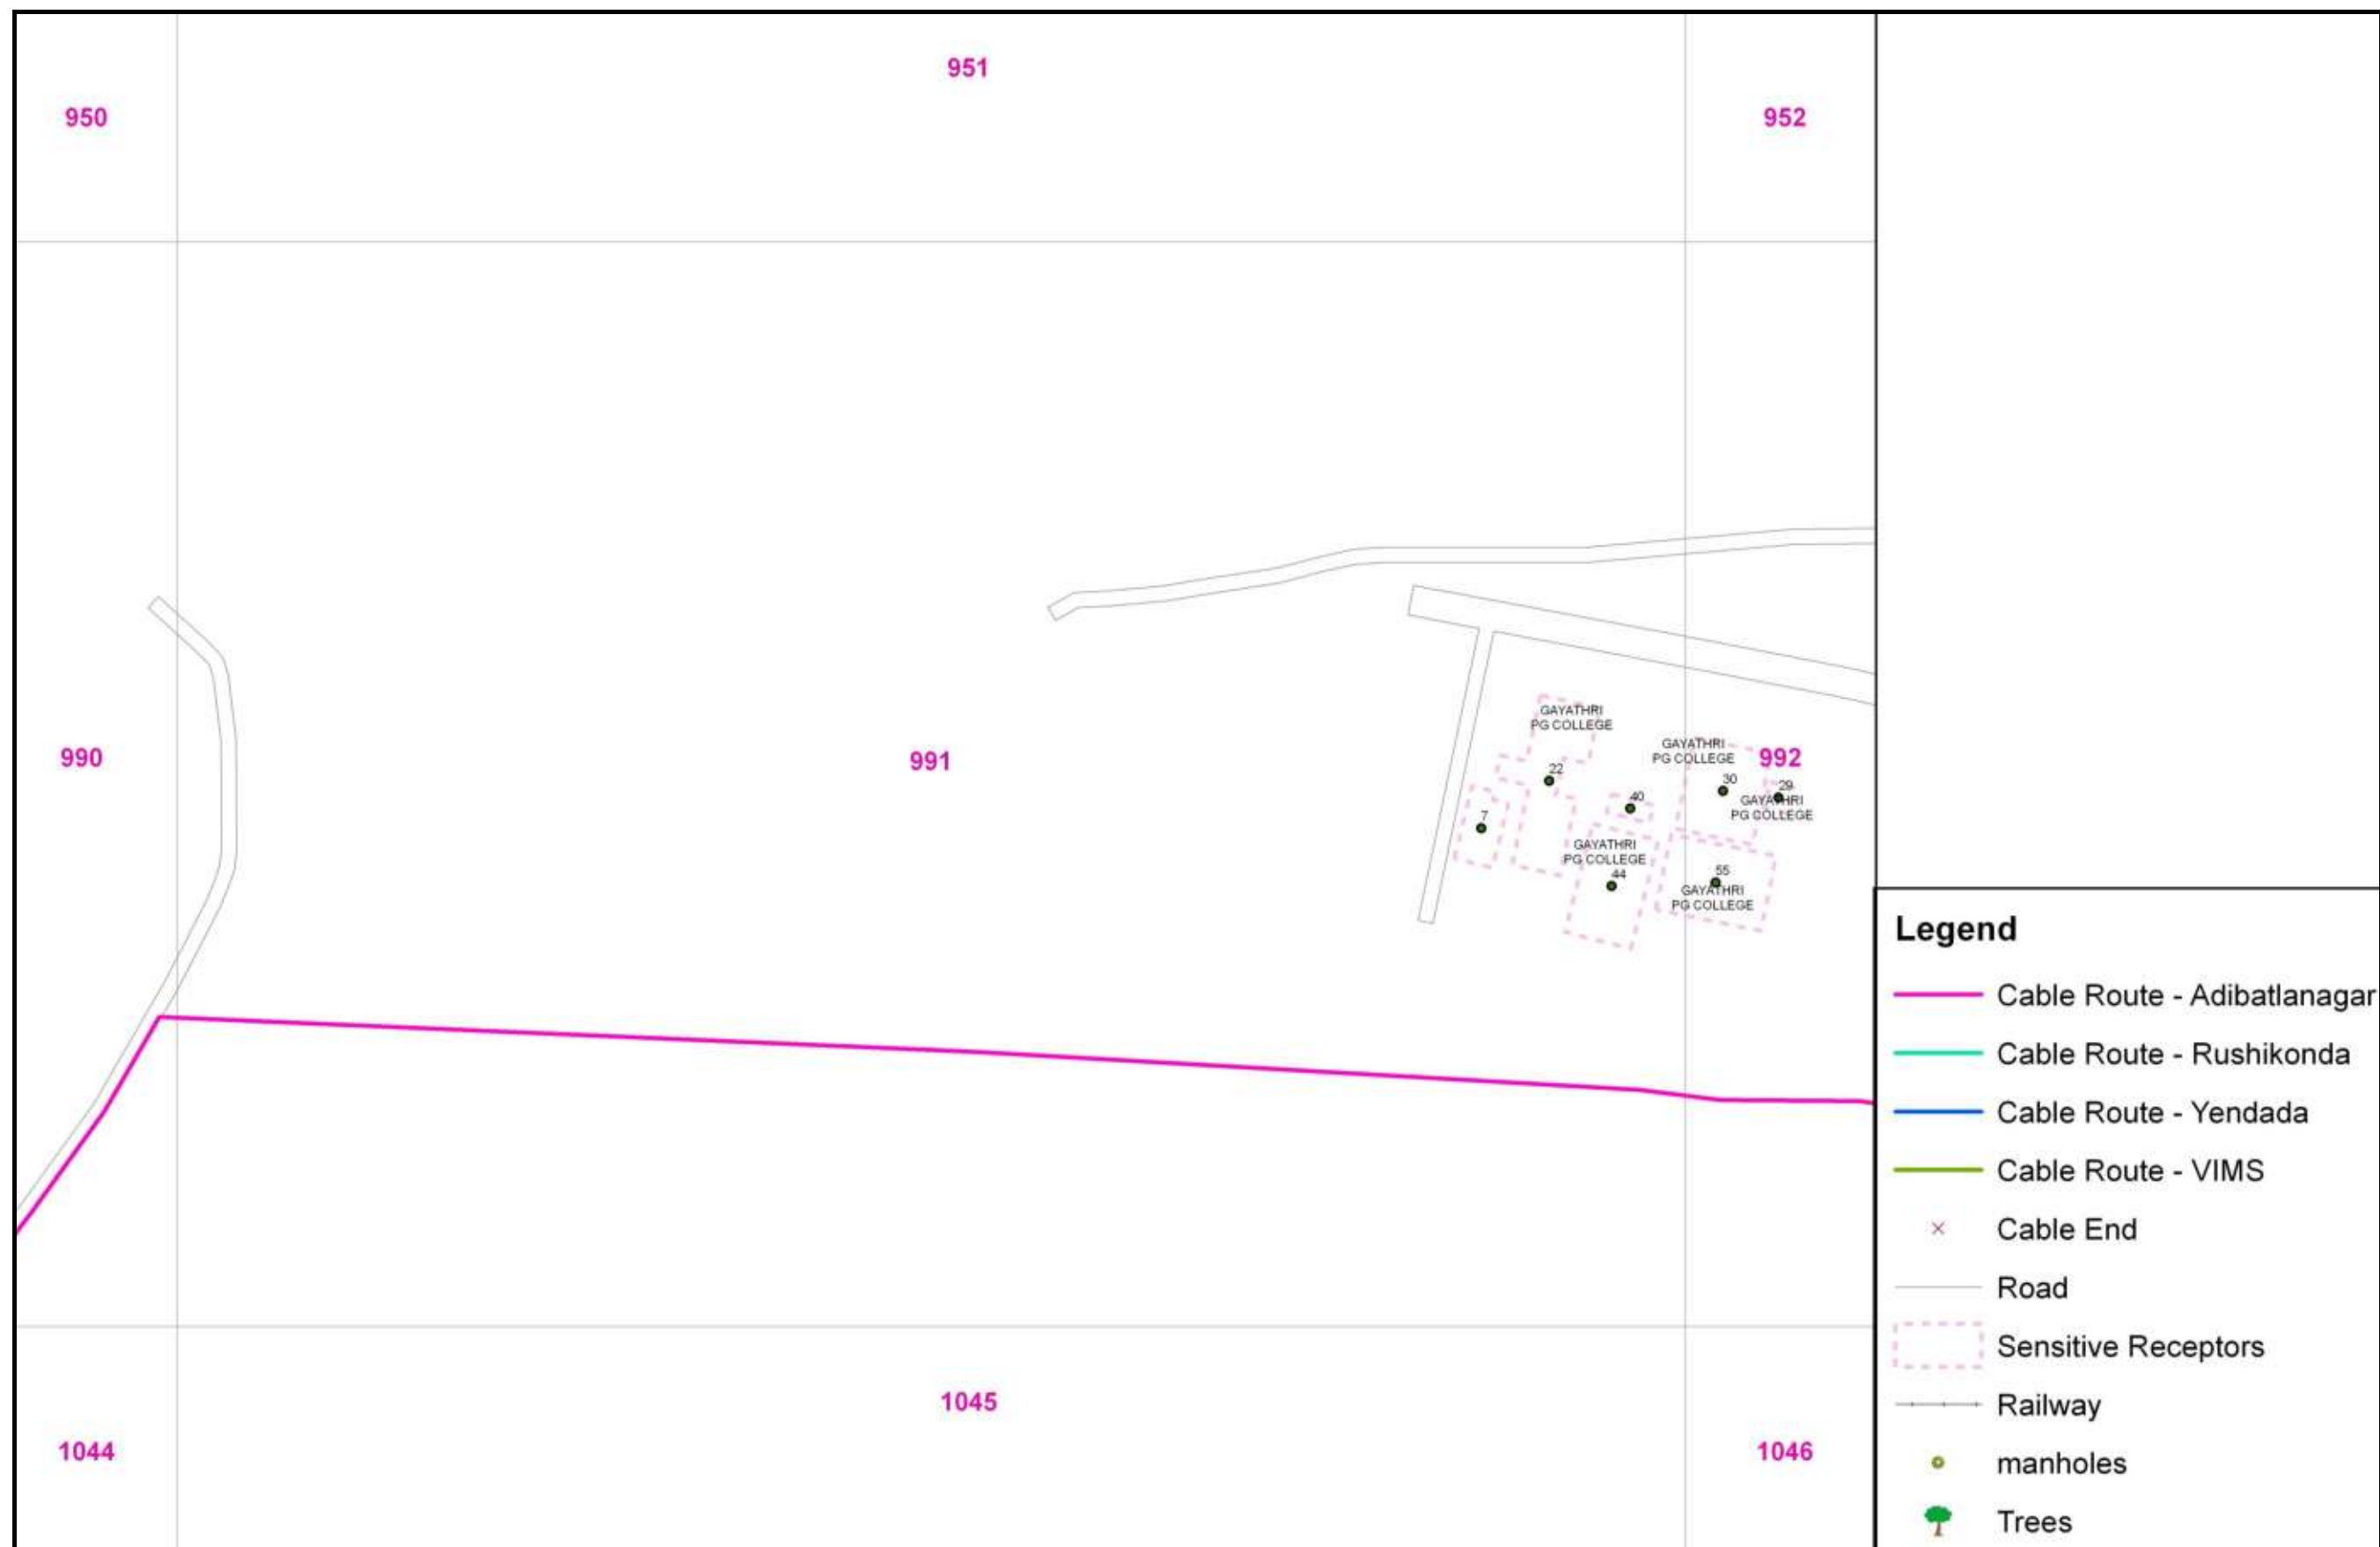 951
950
952
GAYATHRI
PG COLLEGE
GAYATHRI
PG COLLEGE
990
991
992
22
30
29
40
GAYATHRI
PG COLLEGE
7
GAYATHRI
PG COLLEGE
44
55
GAYATHRI
PG COLLEGE
1045
1044
1046
Legend
Cable Route - Adibatlanagar
Cable Route - Rushikonda
Cable Route - Yendada
Cable Route - VIMS
Cable End
Road
Sensitive Receptors
Railway
manholes
Trees